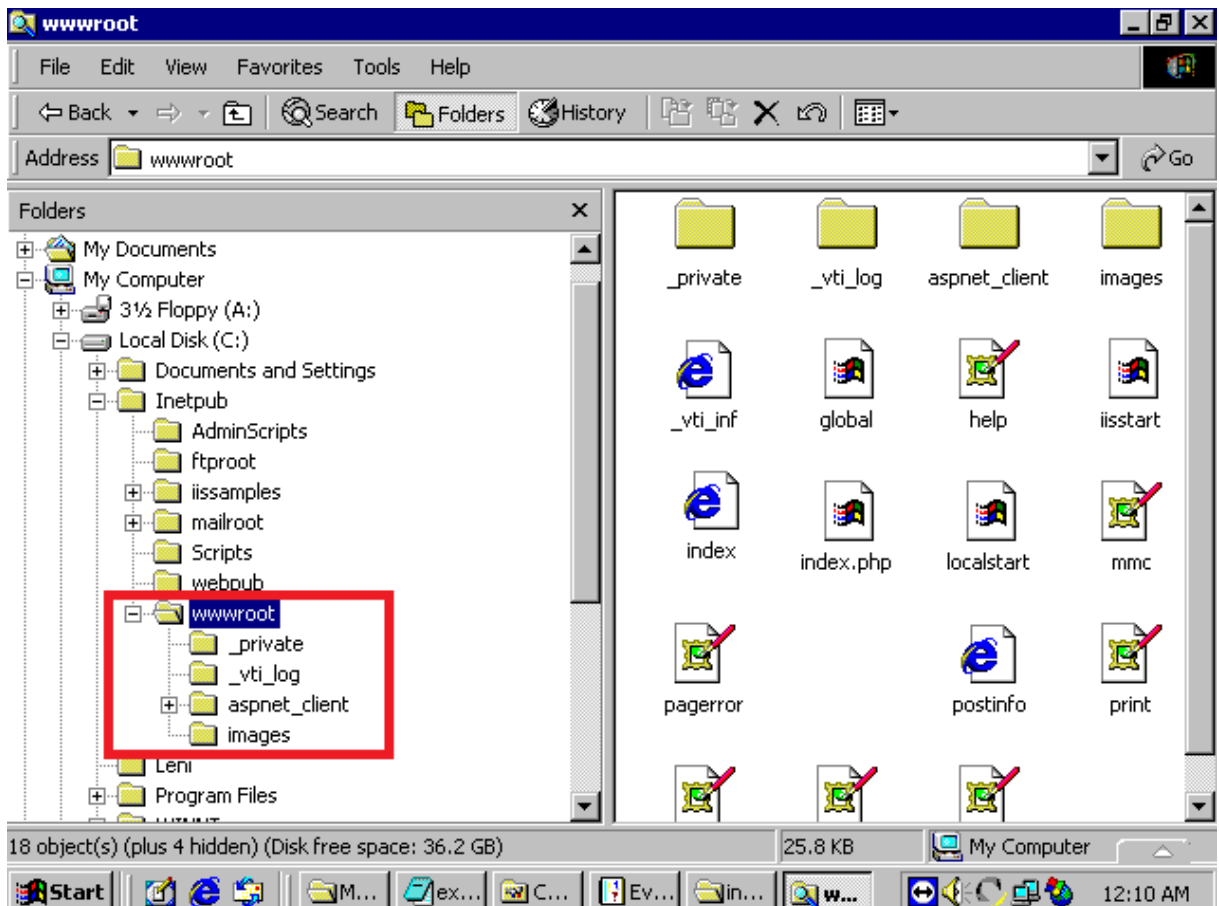 wwwroot
File Edit View Favorites Tools Help
Back Search Folders History
Address wwwroot Go
Folders
My Documents
My Computer
3½ Floppy (A:)
Local Disk (C:)
Documents and Settings
Inetpub
AdminScripts
ftproot
iissamples
mailroot
Scripts
webpub
wwwroot
_private
_vti_log
aspnet_client
images
Leni
Program Files
_private _vti_log aspnet_client images
_vti_inf global help iisstart
index index.php localstart mmc
pagerror postinfo print
18 object(s) (plus 4 hidden) (Disk free space: 36.2 GB) 25.8 KB My Computer
Start M... ex... C... Ev... in... w... 12:10 AM